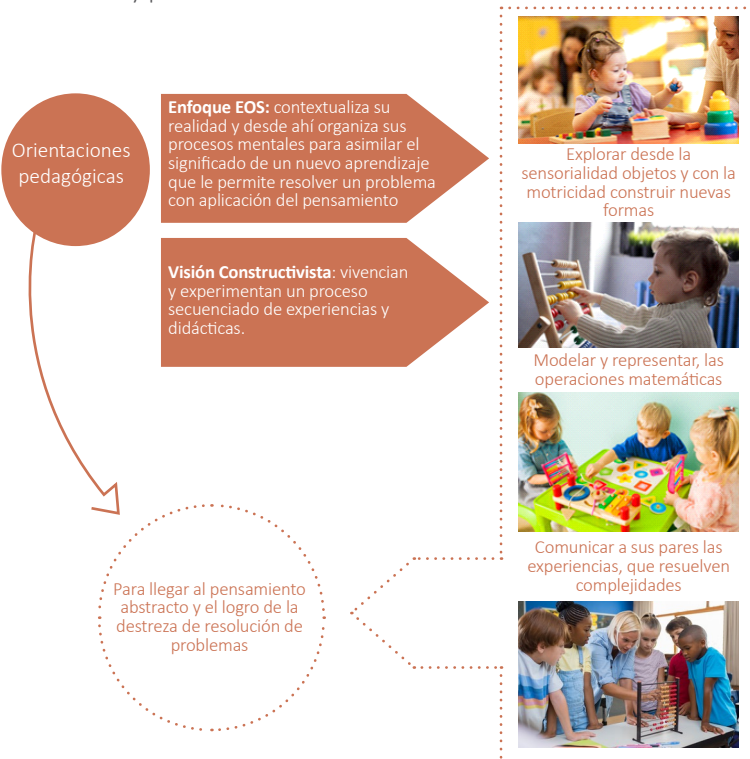 Orientaciones
pedagógicas
Enfoque EOS: contextualiza su
realidad y desde ahí organiza sus
procesos mentales para asimilar el
significado de un nuevo aprendizaje
que le permite resolver un problema
con aplicación del pensamiento
Visión Constructivista: vivencian
y experimentan un proceso
secuenciado de experiencias y
didácticas.
Explorar desde la
sensorialidad objetos y con la
motricidad construir nuevas
formas
Modelar y representar, las
operaciones matemáticas
Comunicar a sus pares las
experiencias, que resuelven
complejidades
Para llegar al pensamiento
abstracto y el logro de la
destreza de resolución de
problemas